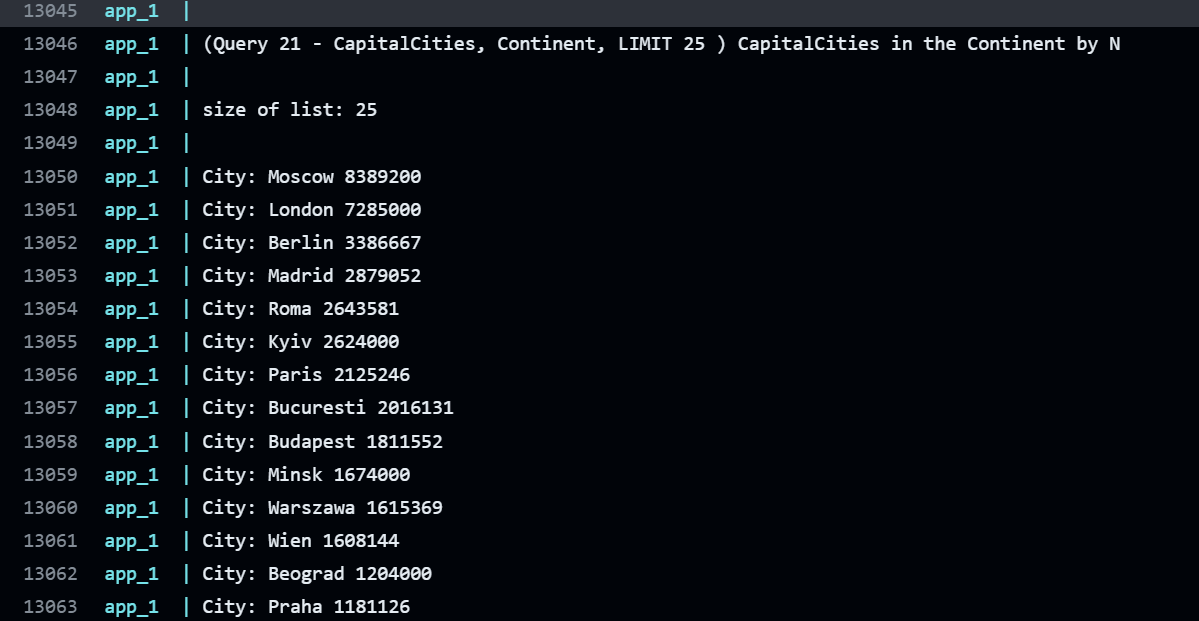 13045 app_1 |
13046 app_1 | (Query 21 - CapitalCities, Continent, LIMIT 25 ) CapitalCities in the Continent by N
13047 app_1 |
13048 app_1 | size of list: 25
13049 app_1 |
13050 app_1 | City: Moscow 8389200
13051 app_1 | City: London 7285000
13052 app_1 | City: Berlin 3386667
13053 app_1 | City: Madrid 2879052
13054 app_1 | City: Roma 2643581
13055 app_1 | City: Kyiv 2624000
13056 app_1 | City: Paris 2125246
13057 app_1 | City: Bucuresti 2016131
13058 app_1 | City: Budapest 1811552
13059 app_1 | City: Minsk 1674000
13060 app_1 | City: Warszawa 1615369
13061 app_1 | City: Wien 1608144
13062 app_1 | City: Beograd 1204000
13063 app_1 | City: Praha 1181126